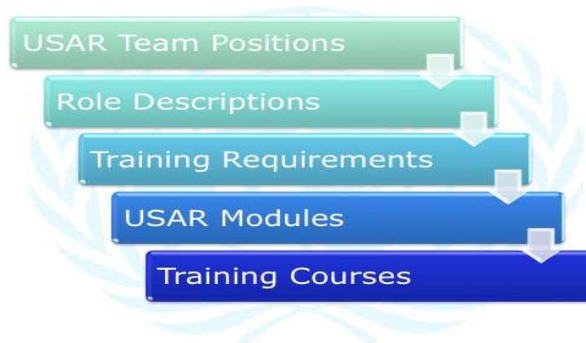 USAR Team Positions
Role Descriptions
Training Requirements
USAR Modules
Training Courses